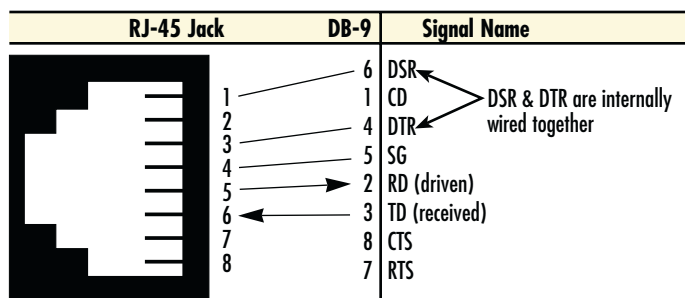 RJ-45 Jack DB-9 Signal Name
6 DSR
1 1 CD DSR & DTR are internally
2 wired together
3 4 DTR
4 5 SG
5 2 RD (driven)
6 3 TD (received)
7 8 CTS
8 7 RTS